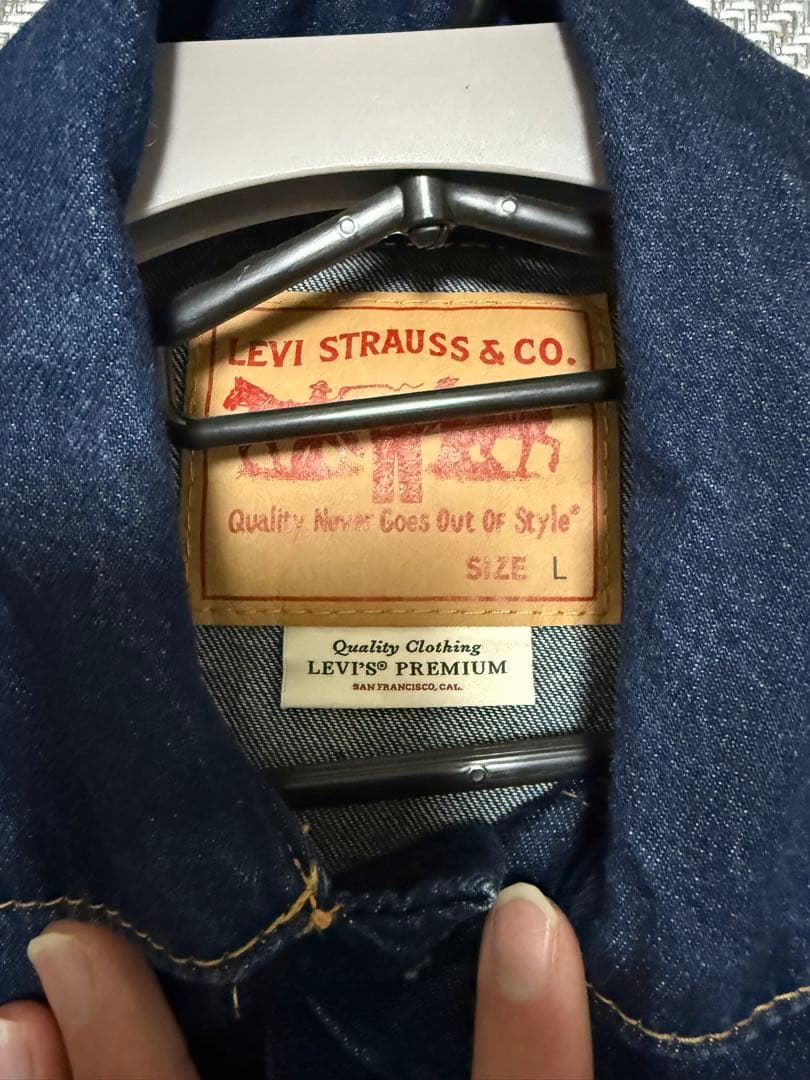 LEVI STRAUSS & CO.
Quality Never Goes Out Of Style®
SIZE L
Quality Clothing
LEVI'S® PREMIUM
SAN FRANCISCO, CAL.